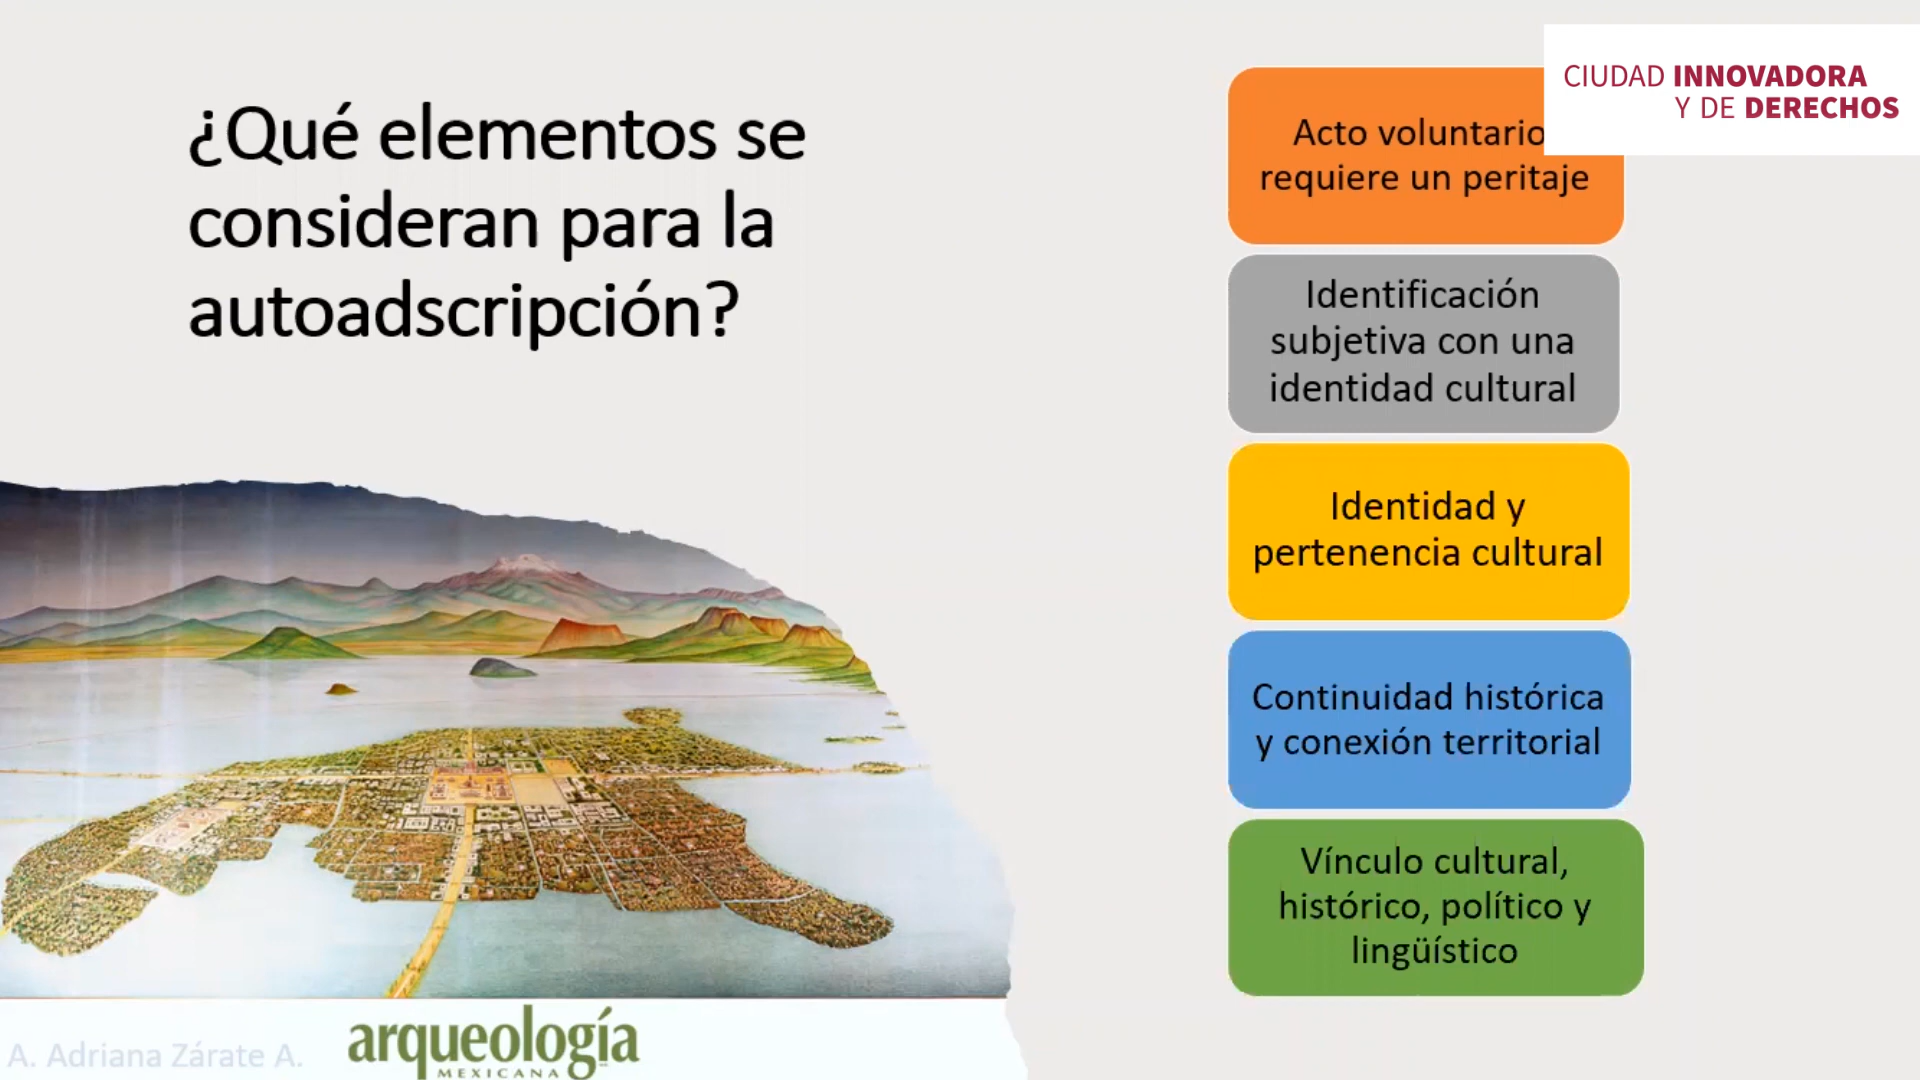 ¿Qué elementos se
consideran para la
autoadscripción?
CIUDAD INNOVADORA
Y DE DERECHOS
Acto voluntario
requiere un peritaje
Identificación
subjetiva con una
identidad cultural
Identidad y
pertenencia cultural
Continuidad histórica
y conexión territorial
Vínculo cultural,
histórico, político y
lingüístico
A. Adriana Zárate A.
arqueología
MEXICANA